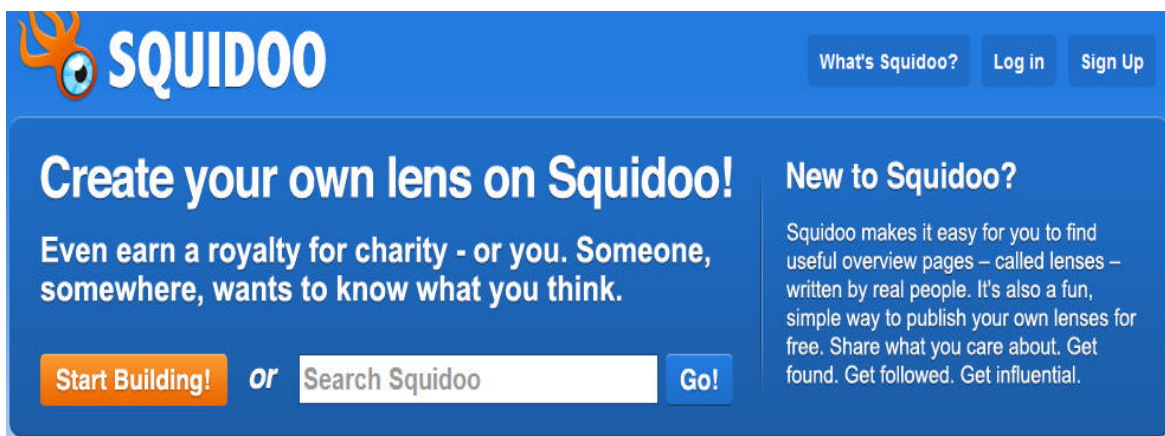 SQUIDOO
What's Squidoo? Log in Sign Up
Create your own lens on Squidoo!
Even earn a royalty for charity - or you. Someone,
somewhere, wants to know what you think.
Start Building! or Search Squidoo Go!
New to Squidoo?
Squidoo makes it easy for you to find
useful overview pages – called lenses –
written by real people. It's also a fun,
simple way to publish your own lenses for
free. Share what you care about. Get
found. Get followed. Get influential.